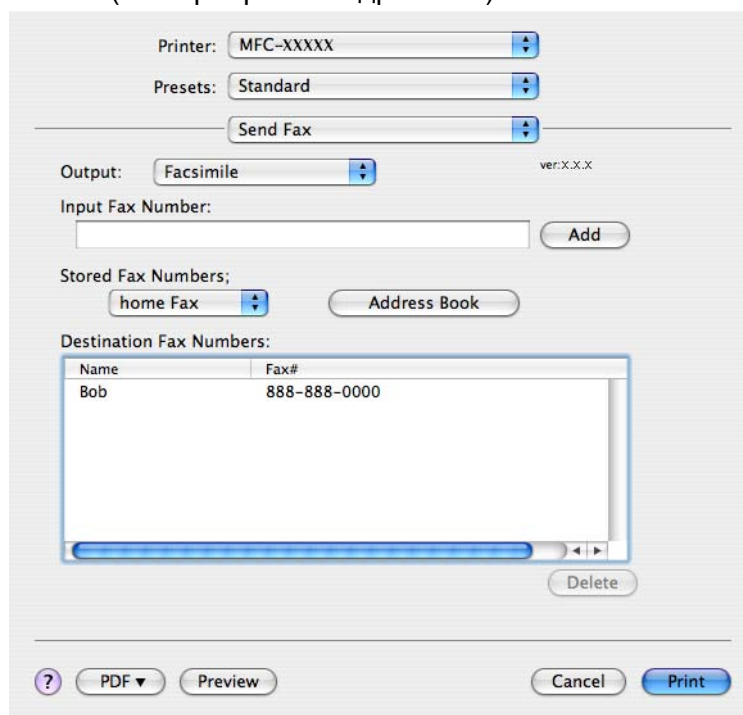 Printer: MFC-XXXXX
Presets: Standard
Send Fax
Output: Facsimile
ver:X.X.X
Input Fax Number:
Add
Stored Fax Numbers;
home Fax
Address Book
Destination Fax Numbers:
Name Fax#
Bob 888-888-0000
Delete
? PDF▼ Preview Cancel Print